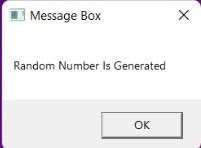 Message Box
Random Number Is Generated
OK